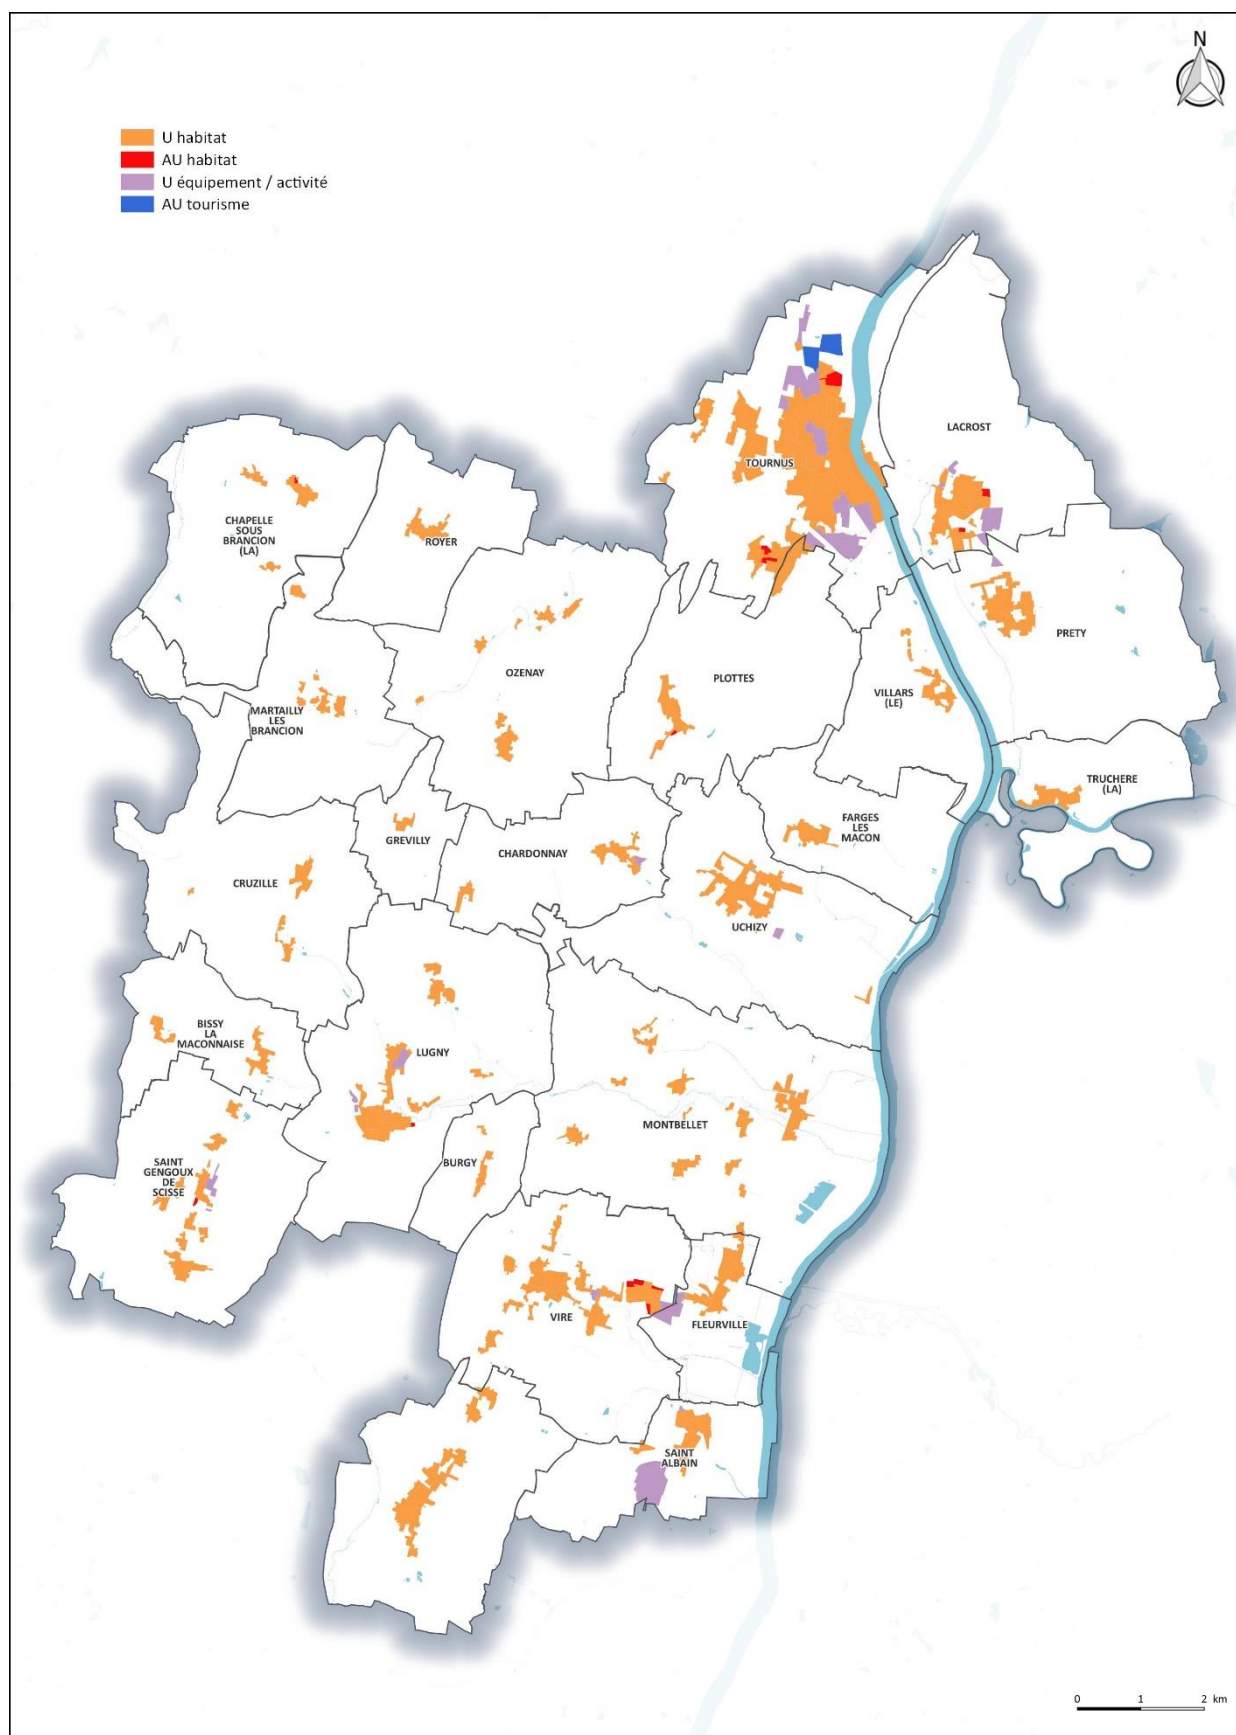 N
U habitat
AU habitat
U équipement / activité
AU tourisme
LACROST
TOURNUS
CHAPELLE
SOUS
BRANCION
(LA)
ROYER
PRETY
OZENAY
PLOTTES
VILLARS
(LE)
MARTAILLY
LES
BRANCION
TRUCHERE
(LA)
FARGES
LES
MACON
GREVILLY
CHARDONNAY
CRUZILLE
UCHIZY
BISSY
LA
MACONNAISE
LUGNY
MONTBELLET
BURGY
SAINT
GENGOUX
DE
SCISSE
VIRE
FLEURVILLE
SAINT
ALBAIN
0 1 2 km